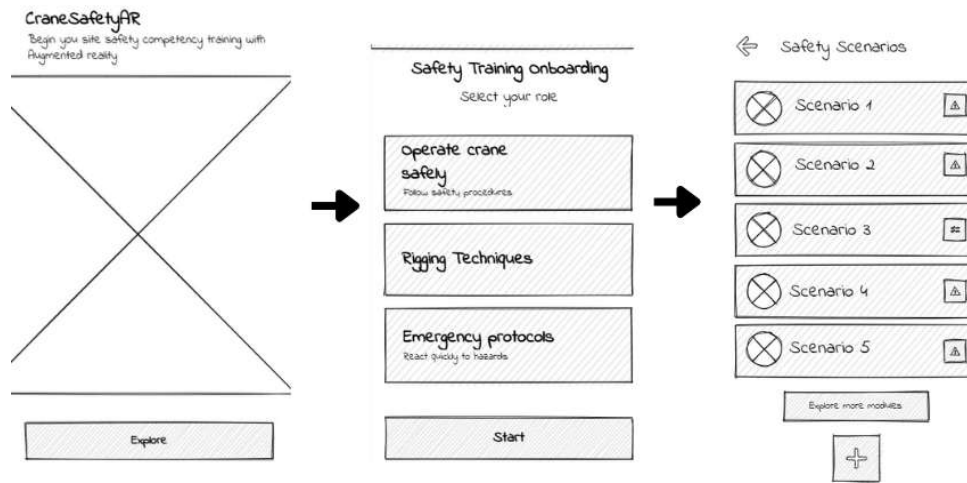 CraneSafetyAR
Begin you site safety competency training with
Augmented reality
Explore
Safety Training Onboarding
Select your role
Operate crane
safely
Follow safety procedures
Rigging Techniques
Emergency protocols
React Quickly to hazards
Start
Safety Scenarios
Scenario 1
Scenario 2
Scenario 3
Scenario 4
Scenario 5
Explore more modules